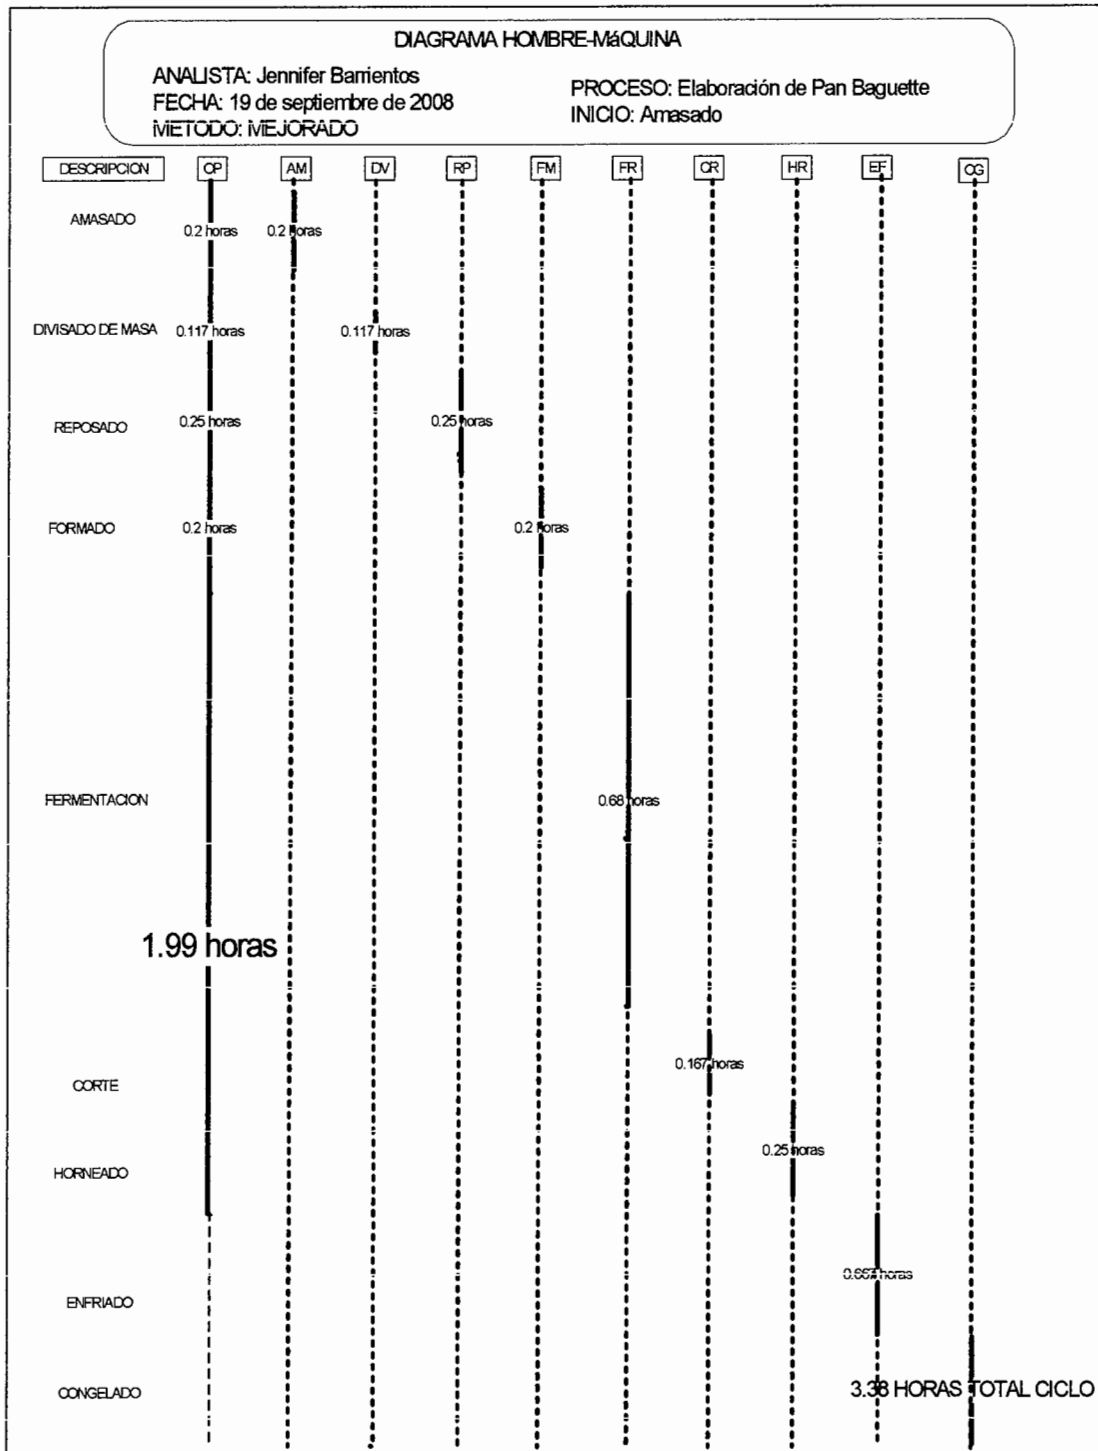 DIAGRAMA HOMBRE-MáQUINA
ANALISTA: Jennifer Barrientos
FECHA: 19 de septiembre de 2008
METODO: MEJORADO
PROCESO: Elaboración de Pan Baguette
INICIO: Amasado
DESCRIPCION OP AM DV RP FM FR CR HR EF CG
AMASADO 0.2 horas 0.2 horas
DIVISADO DE MASA 0.117 horas 0.117 horas
REPOSADO 0.25 horas 0.25 horas
FORMADO 0.2 horas 0.2 horas
FERMENTACION 0.68 horas
1.99 horas
0.167 horas
CORTE
0.25 horas
HORNEADO
0.667 horas
ENFRIADO
CONGELADO 3.38 HORAS TOTAL CICLO